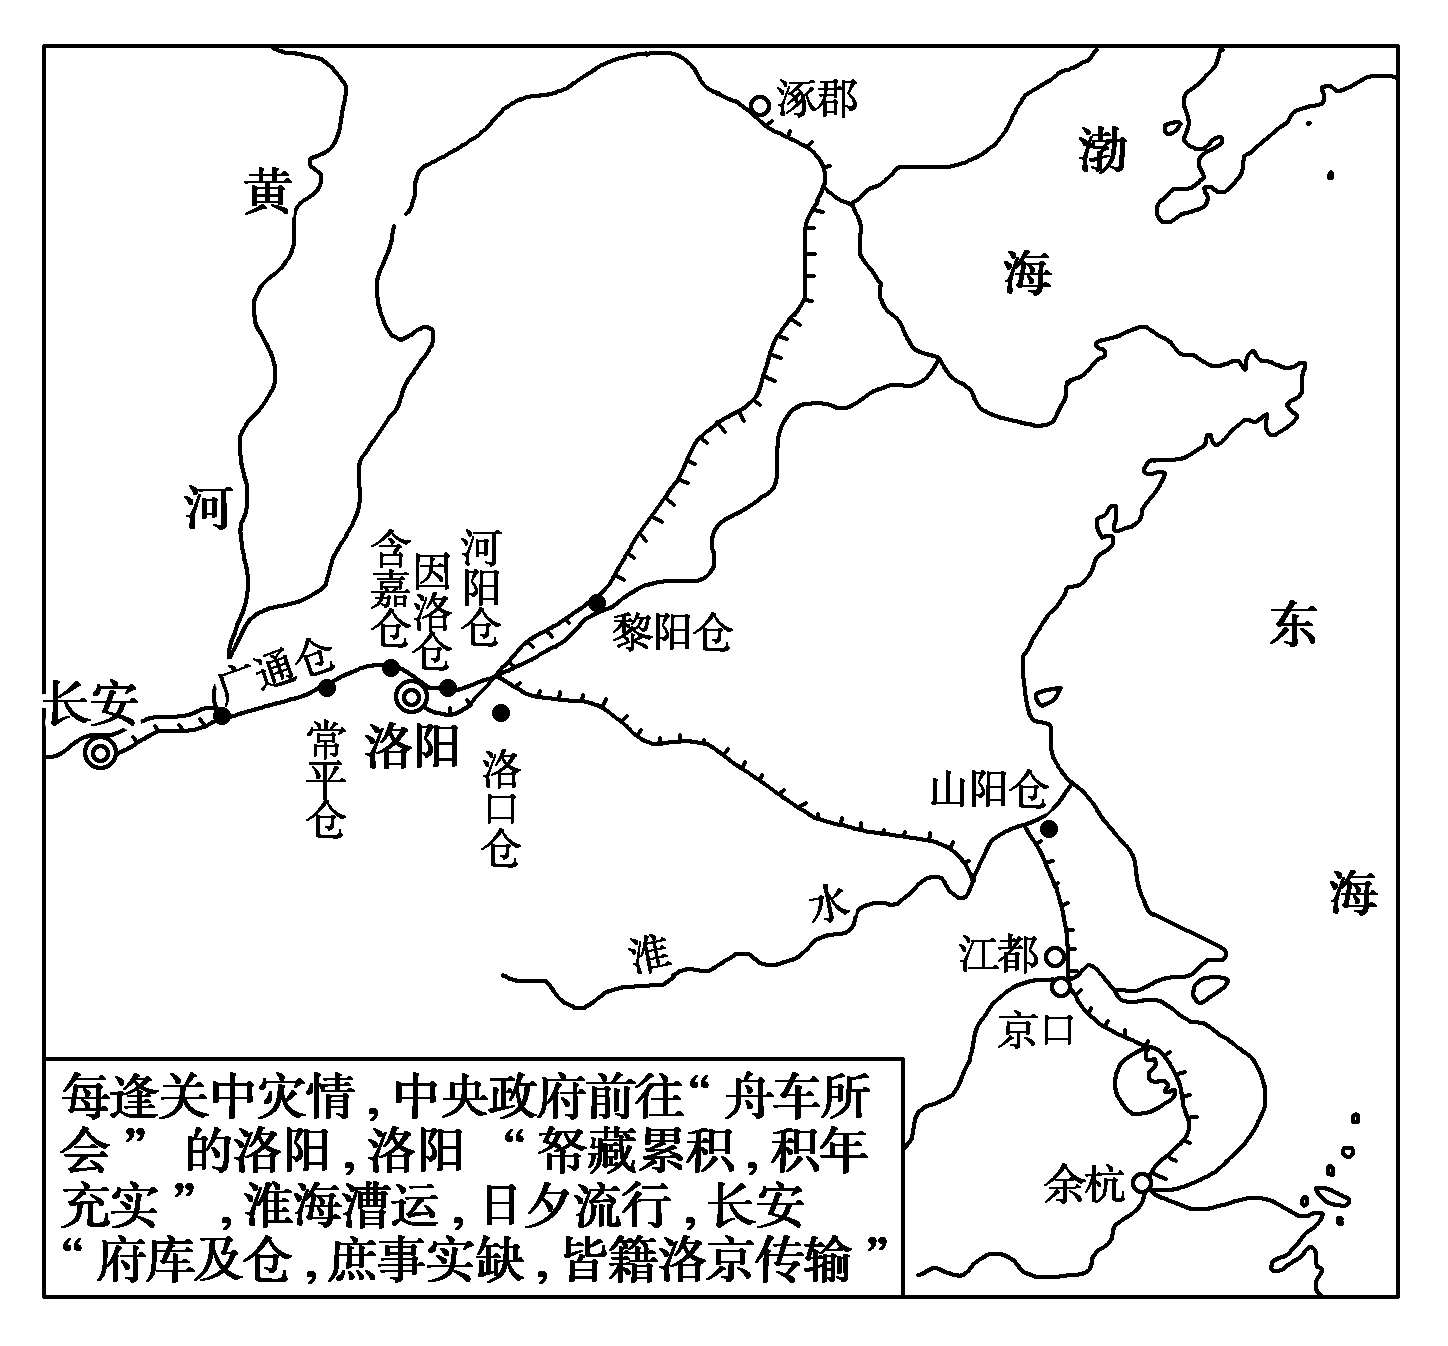 涿郡
渤
海
黄
河
含嘉仓
因洛仓
河阳仓
黎阳仓
广通仓
长安
洛阳
常平仓
洛口仓
山阳仓
东
海
淮
水
江都
京口
余杭
每逢关中灾情,中央政府前往“舟车所
会”的洛阳,洛阳“帑藏累积,积年
充实”,淮海漕运,日夕流行,长安
“府库及仓,庶事实缺,皆籍洛京传输”